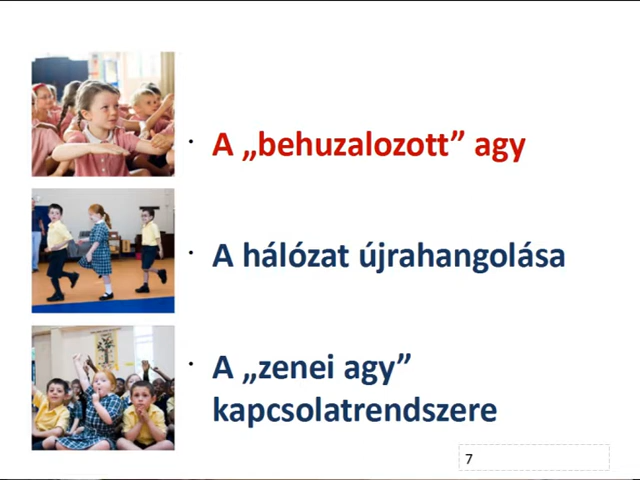 A „behuzalozott” agy
A hálózat újrahangolása
A „zenei agy”
kapcsolatrendszere
7